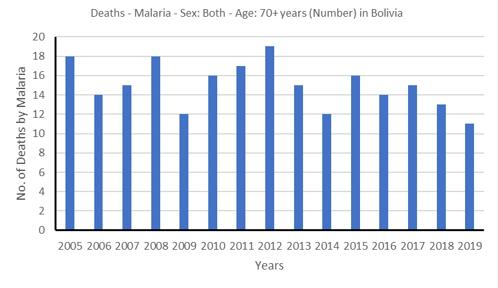 Deaths - Malaria - Sex: Both - Age: 70+ years (Number) in Bolivia
No. of Deaths by Malaria
20
18
16
14
12
10
8
6
4
2
0
2005 2006 2007 2008 2009 2010 2011 2012 2013 2014 2015 2016 2017 2018 2019
Years